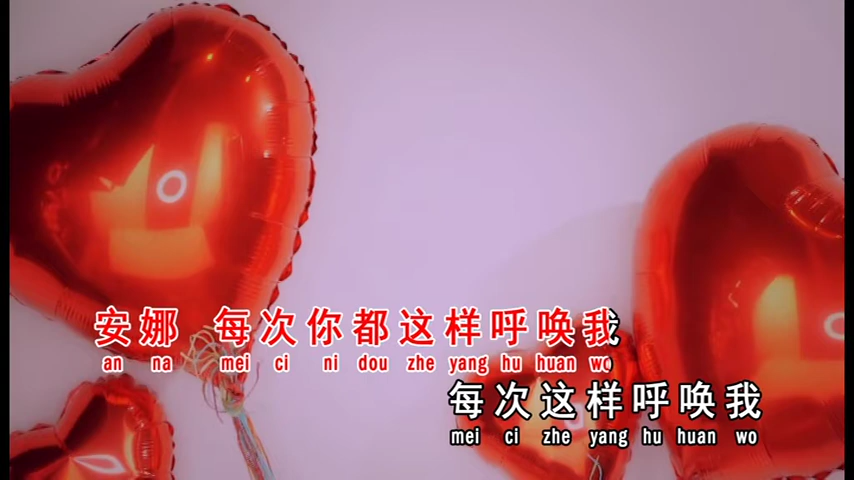 安娜 每次你都这样呼唤我
an na mei ci ni dou zhe yang hu huan wo
每次这样呼唤我
mei ci zhe yang hu huan wo